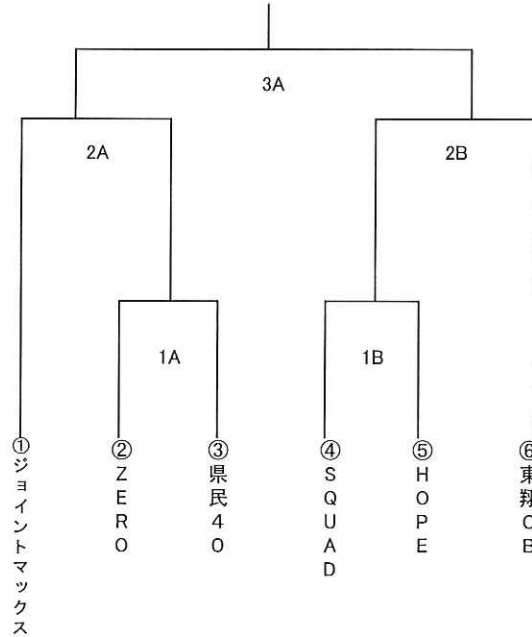 3A
2A
2B
1A
1B
①ジョイントマックス
②ZERO
③県民40
④SQUAD
⑤HOPE
⑥東翔OB